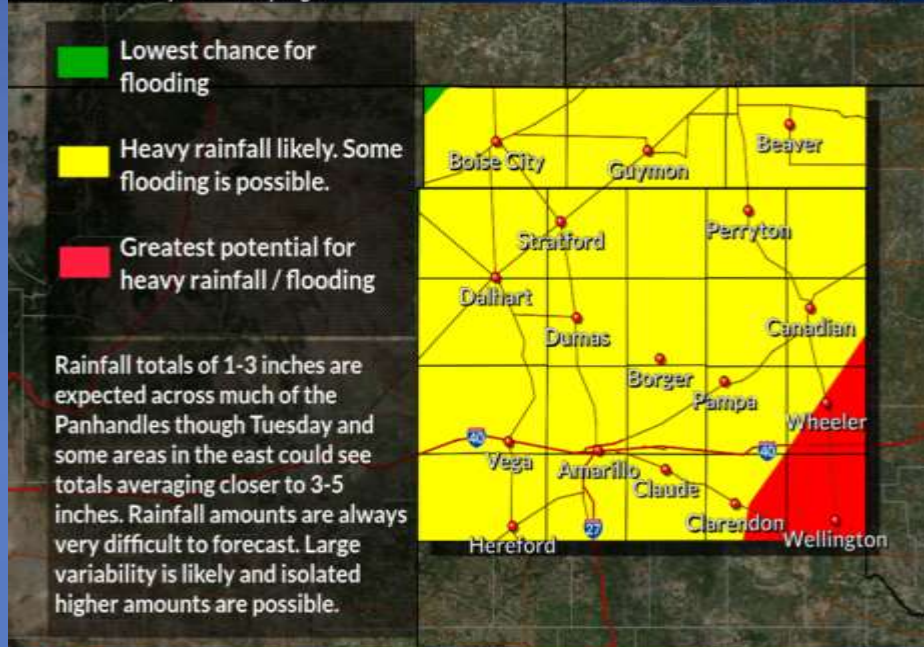 Lowest chance for
flooding
Heavy rainfall likely. Some
flooding is possible.
Greatest potential for
heavy rainfall / flooding
Rainfall totals of 1-3 inches are
expected across much of the
Panhandles though Tuesday and
some areas in the east could see
totals averaging closer to 3-5
inches. Rainfall amounts are always
very difficult to forecast. Large
variability is likely and isolated
higher amounts are possible.
Boise City
Guymon
Beaver
Stratford
Perryton
Dalhart
Dumas
Canadian
Borger
Pampa
Wheeler
40
Vega
Amarillo
40
Claude
Clarendon
Hereford
27
Wellington